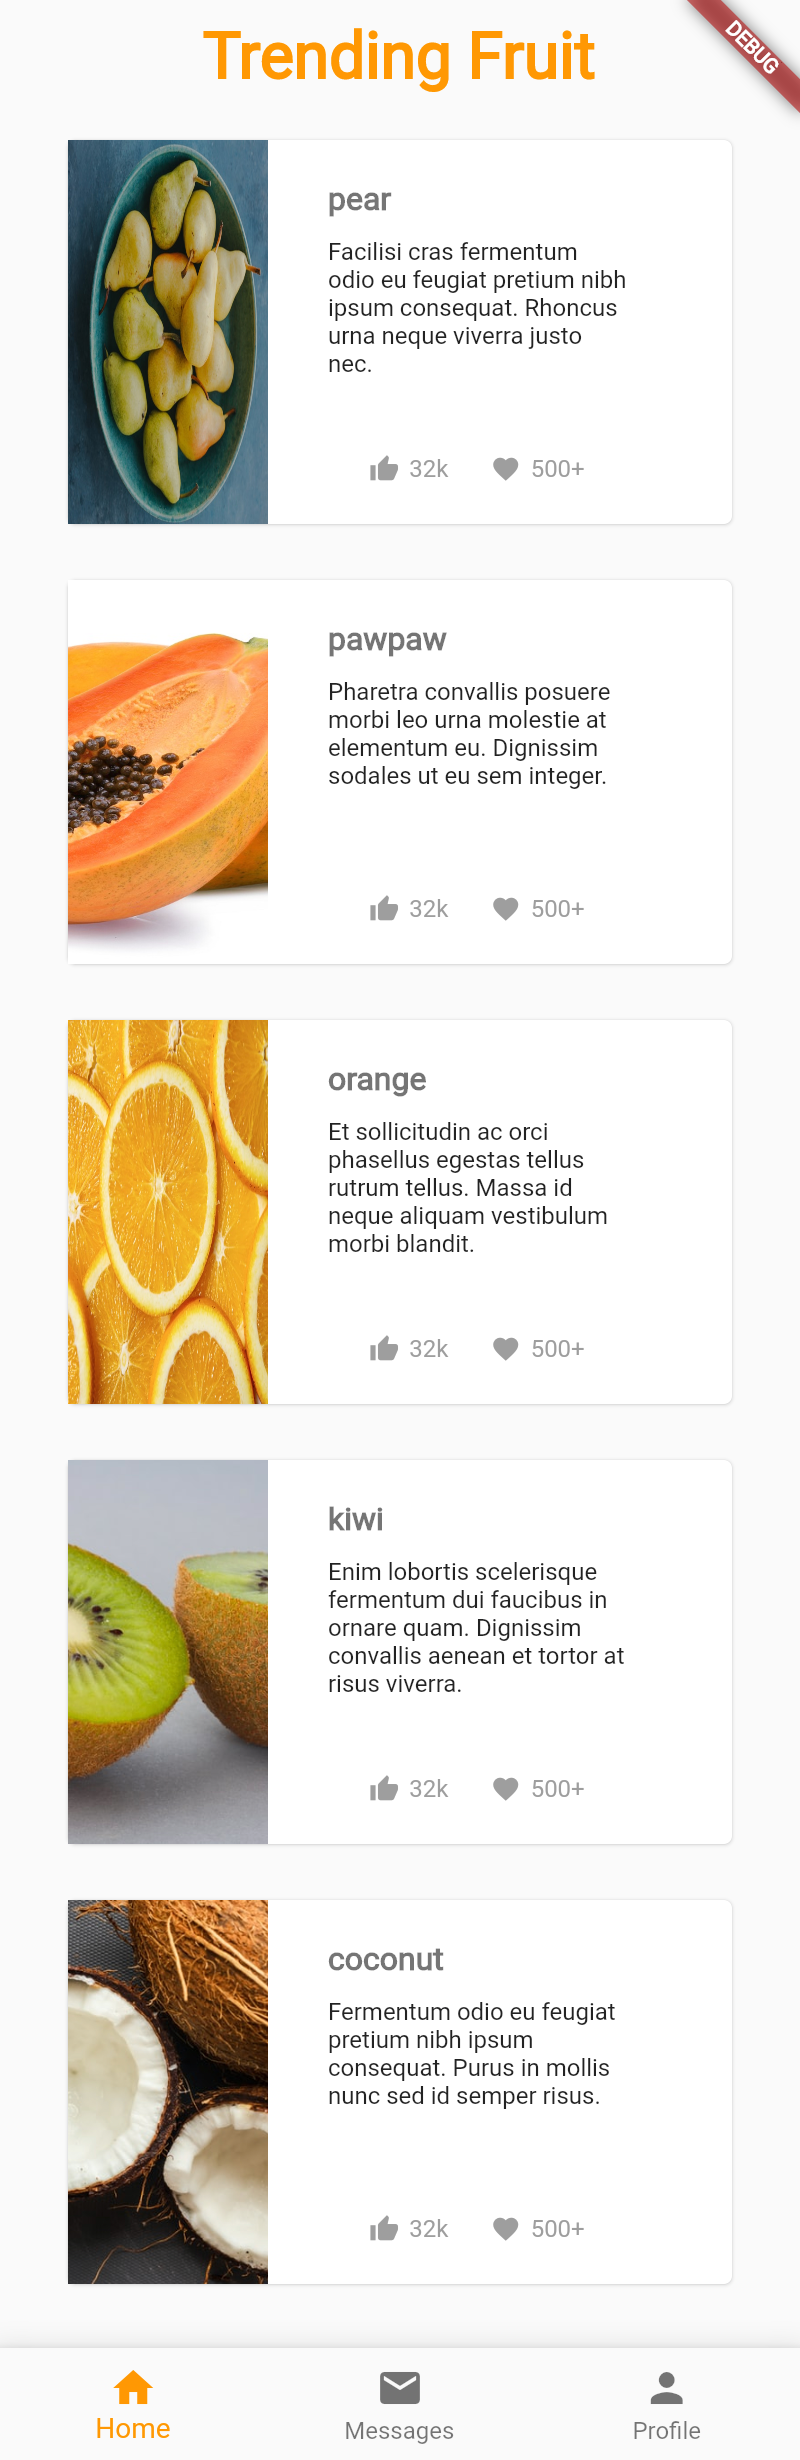 Trending Fruit
DEBUG
pear
Facilisi cras fermentum
odio eu feugiat pretium nibh
ipsum consequat. Rhoncus
urna neque viverra justo
nec.
32k 500+
pawpaw
Pharetra convallis posuere
morbi leo urna molestie at
elementum eu. Dignissim
sodales ut eu sem integer.
32k 500+
orange
Et sollicitudin ac orci
phasellus egestas tellus
rutrum tellus. Massa id
neque aliquam vestibulum
morbi blandit.
32k 500+
kiwi
Enim lobortis scelerisque
fermentum dui faucibus in
ornare quam. Dignissim
convallis aenean et tortor at
risus viverra.
32k 500+
coconut
Fermentum odio eu feugiat
pretium nibh ipsum
consequat. Purus in mollis
nunc sed id semper risus.
32k 500+
Home Messages Profile